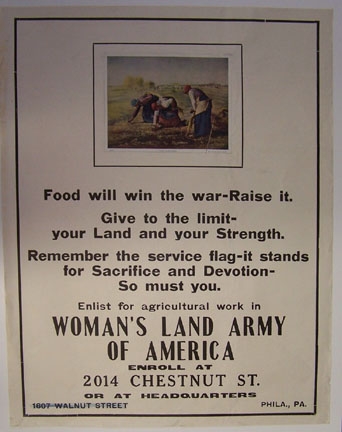 Food will win the war-Raise it.
Give to the limit-
your Land and your Strength.
Remember the service flag-it stands
for Sacrifice and Devotion-
So must you.
Enlist for agricultural work in
WOMAN'S LAND ARMY
OF AMERICA
ENROLL AT
2014 CHESTNUT ST.
OR AT HEADQUARTERS
1607 WALNUT STREET PHILA., PA.